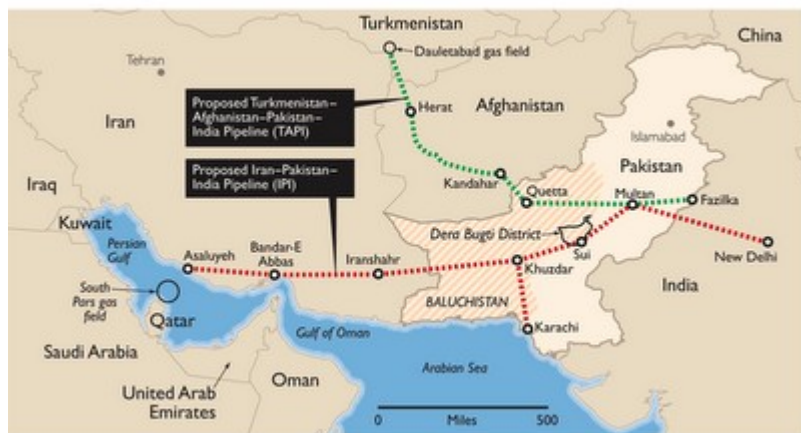 Turkmenistan
Dauletabad gas field
China
Tehran
Proposed Turkmenistan–
Afghanistan–Pakistan–
India Pipeline (TAPI)
Herat
Afghanistan
Islamabad
Iran
Pakistan
Proposed Iran–Pakistan–
India Pipeline (IPI)
Kandahar
Quetta
Multan
Fazilka
Iraq
Kuwait
Persian
Gulf
Asaluyeh
Bandar-E
Abbas
Iranshahr
Dera Bugti District
Sui
Khuzdar
New Delhi
South
Pars gas
field
Qatar
BALUCHISTAN
India
Gulf of Oman
Karachi
Saudi Arabia
Oman
Arabian Sea
United Arab
Emirates
0
Miles
500